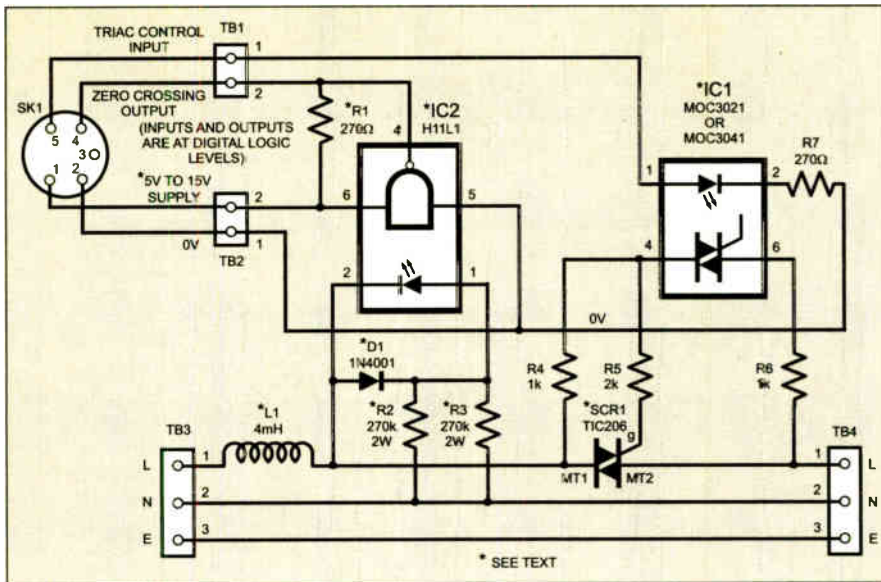 TRIAC CONTROL
INPUT
TB1
1
2
SK1
5
4
3
1
2
ZERO CROSSING
OUTPUT
(INPUTS AND OUTPUTS
ARE AT DIGITAL LOGIC
LEVELS)
*5V TO 15V
SUPPLY
0V
2
1
TB2
*R1
270Ω
*IC2
H11L1
4
6
5
2
1
*IC1
MOC3021
OR
MOC3041
1
2
4
6
R7
270Ω
0V
*D1
1N4001
*R2
270k
2W
*R3
270k
2W
R4
1k
R5
2k
R6
1k
*SCR1
TIC206
g
MT1
MT2
*L1
4mH
TB3
L
1
N
2
E
3
TB4
1
L
2
N
3
E
* SEE TEXT